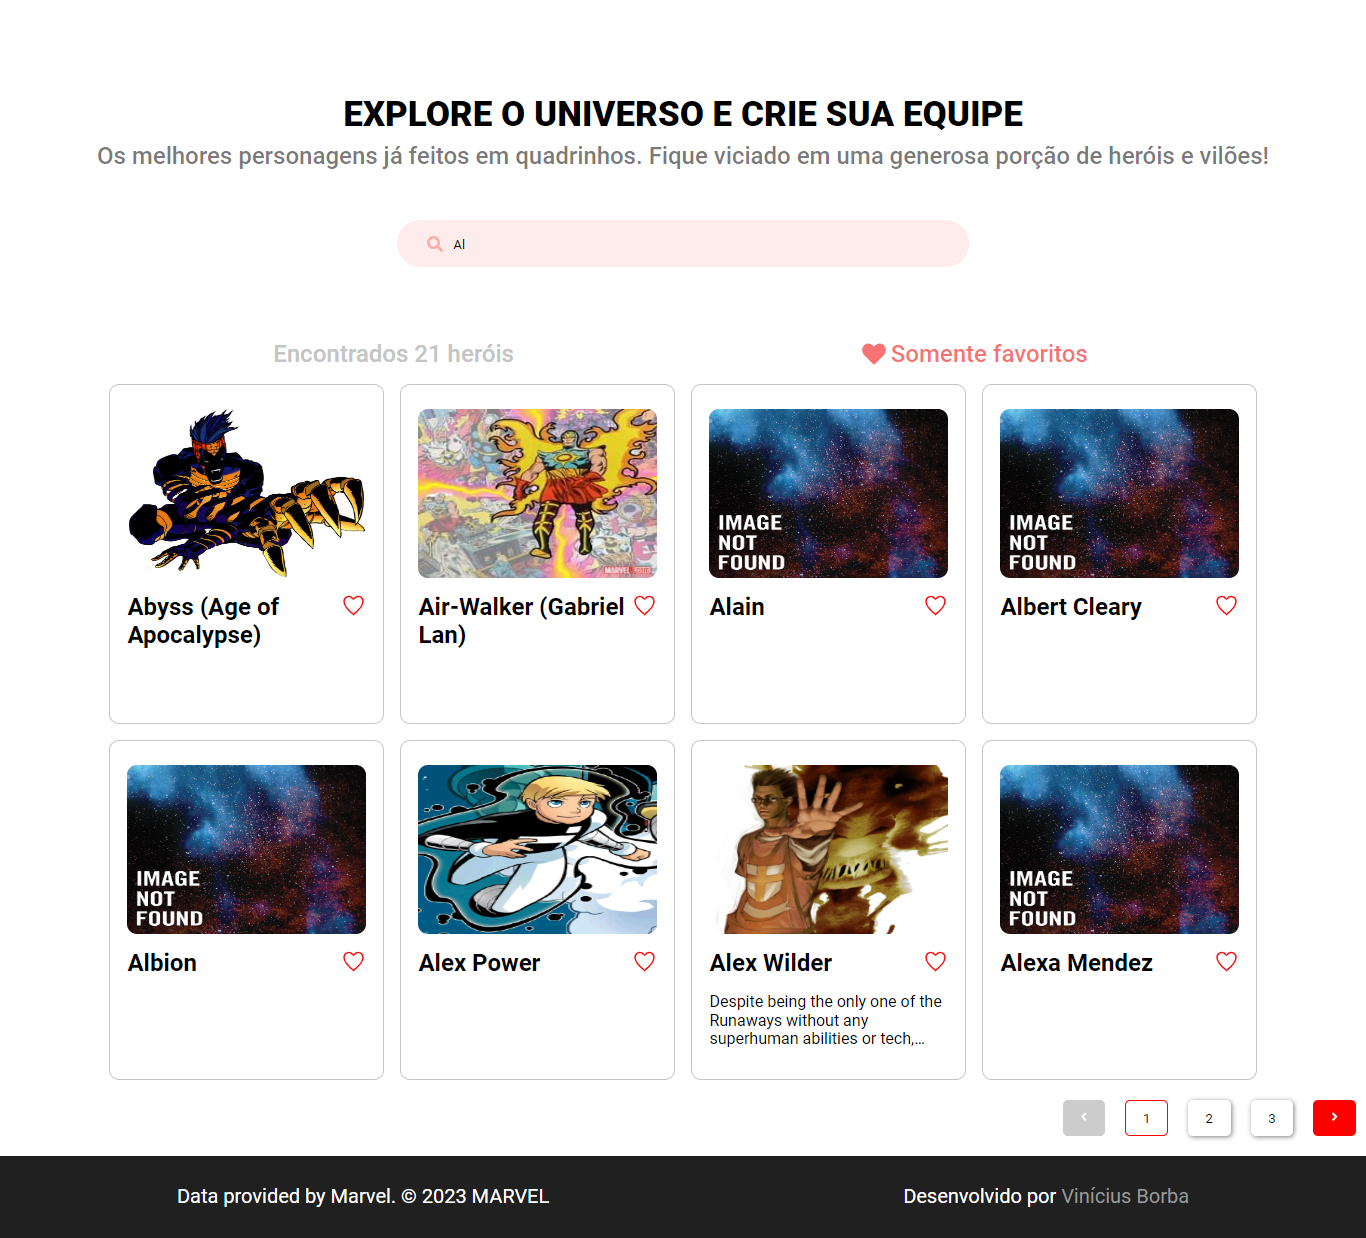 EXPLORE O UNIVERSO E CRIE SUA EQUIPE
Os melhores personagens já feitos em quadrinhos. Fique viciado em uma generosa porção de heróis e vilões!
Al
Encontrados 21 heróis
Somente favoritos
MARVEL
IMAGE
NOT
FOUND
IMAGE
NOT
FOUND
Abyss (Age of
Apocalypse)
Air-Walker (Gabriel
Lan)
Alain
Albert Cleary
IMAGE
NOT
FOUND
IMAGE
NOT
FOUND
Albion
Alex Power
Alex Wilder
Despite being the only one of the
Runaways without any
superhuman abilities or tech,...
Alexa Mendez
1
2
3
Data provided by Marvel. © 2023 MARVEL
Desenvolvido por Vinícius Borba